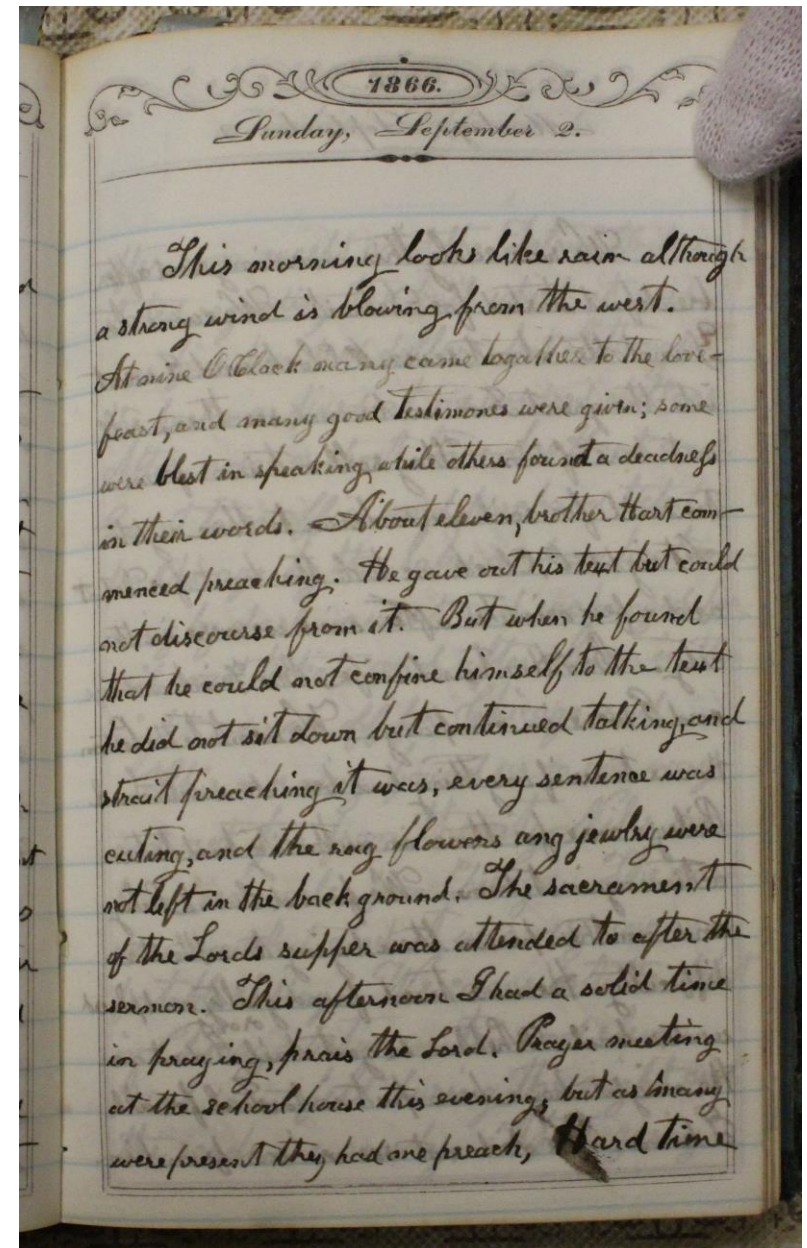 1866.
Sunday, September 2.
This morning looks like rain although
a strong wind is blowing from the west.
At nine O Clock many came togather to the love-
feast, and many good testimones were given; some
were blest in speaking, while others found a deadness
in their words. About eleven, brother Hart com-
menced preaching. He gave out his text but could
not discourse from it. But when he found
that he could not confine himself to the text
he did not sit down but continued talking, and
strait preaching it was, every sentence was
cuting, and the rag flowers ang jewlry were
not left in the back ground. The sacrament
of the Lords supper was attended to after the
sermon. This afternoon I had a solid time
in praying, prais the Lord. Prayer meeting
at the school house this evening, but as many
were present they had me preach, Hard time